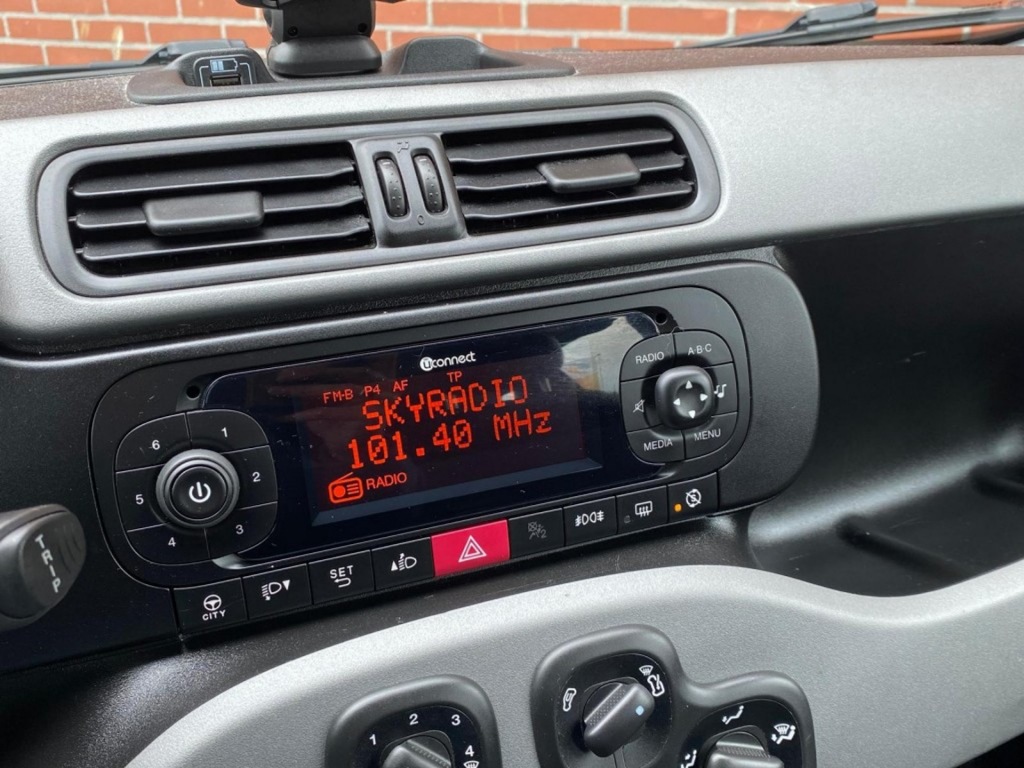 uconnect
FM-B P4 AF TP
SKYRADIO
101.40 MHz
RADIO
1
2
3
4
5
6
RADIO
A·B·C
MEDIA
MENU
TRIP
CITY
SET
1 2 3 4
0